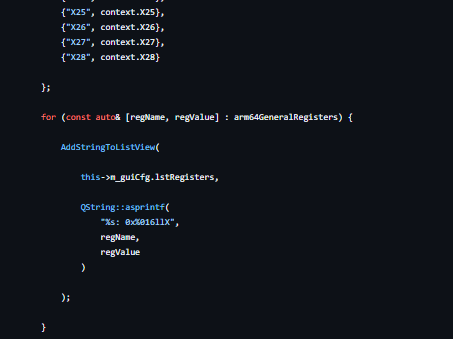 {"X25", context.X25},
{"X26", context.X26},
{"X27", context.X27},
{"X28", context.X28}
};
for (const auto& [regName, regValue] : arm64GeneralRegisters) {
AddStringToListView(
this->m_guiCfg.lstRegisters,
QString::asprintf(
"%s: 0x%016llX",
regName,
regValue
)
);
}